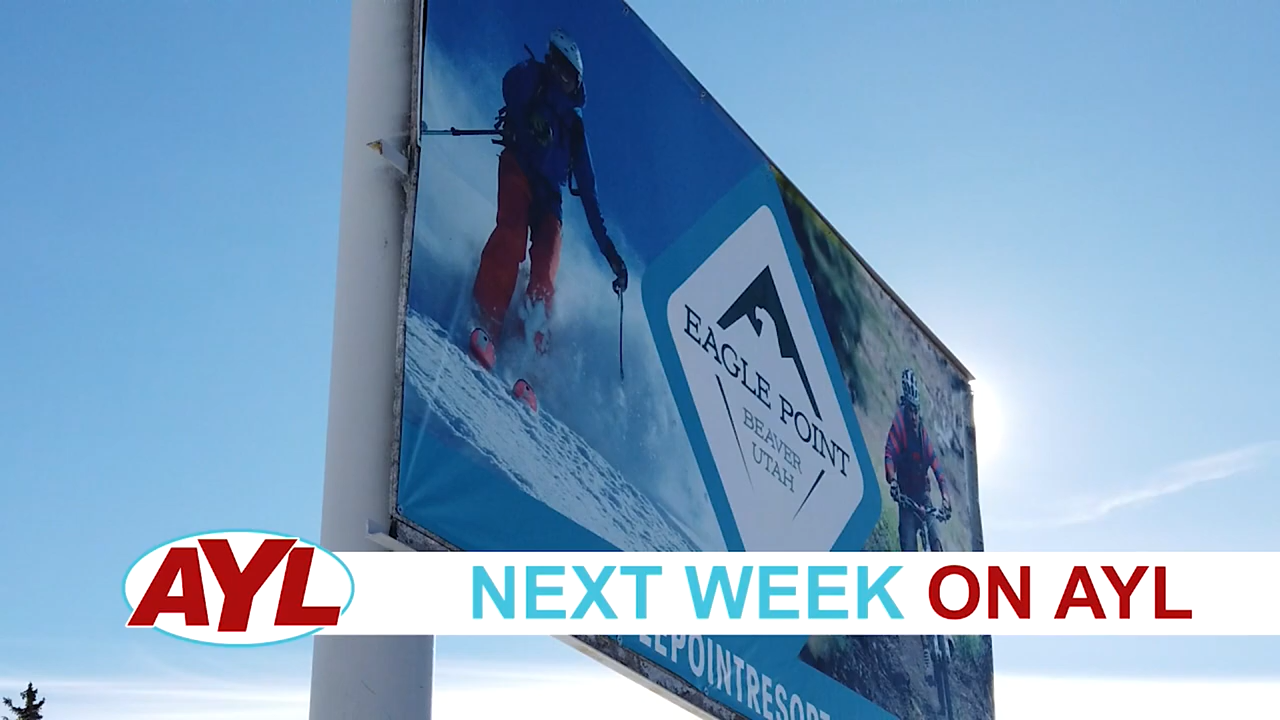 EAGLE POINT
BEAVER
UTAH
AYL
NEXT WEEK ON AYL